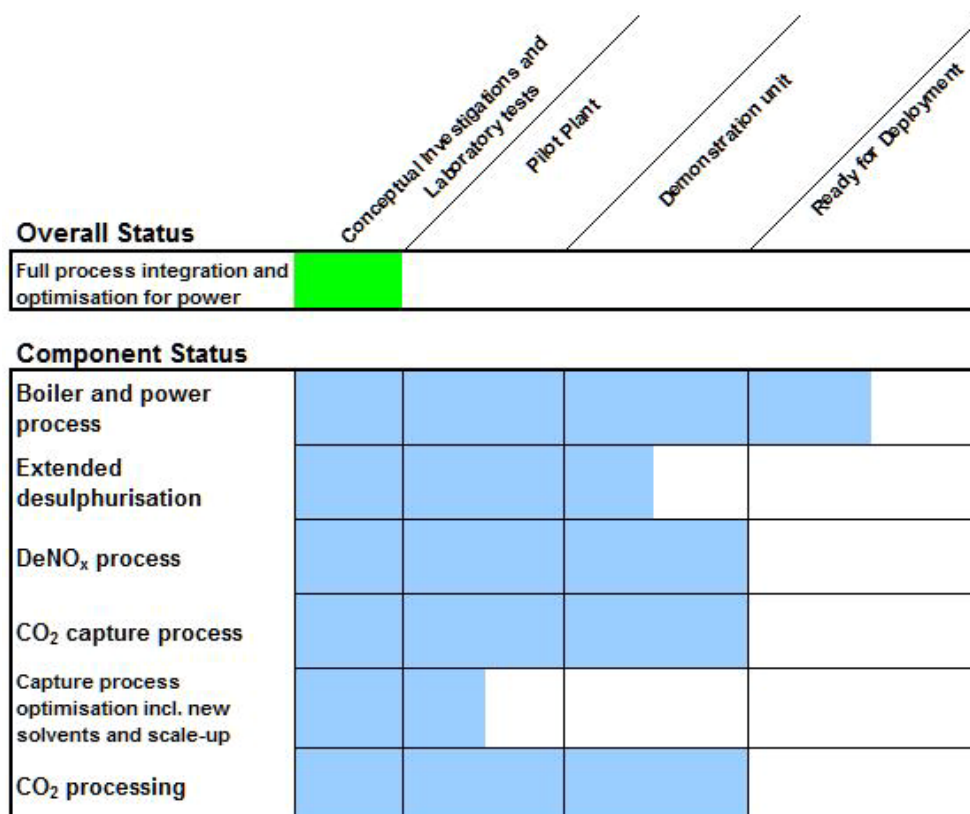 Conceptual Investigations and
Laboratory tests
Pilot Plant
Demonstration unit
Ready for Deployment
Overall Status
Full process integration and
optimisation for power
Component Status
Boiler and power
process
Extended
desulphurisation
DeNOₓ process
CO₂ capture process
Capture process
optimisation incl. new
solvents and scale-up
CO₂ processing